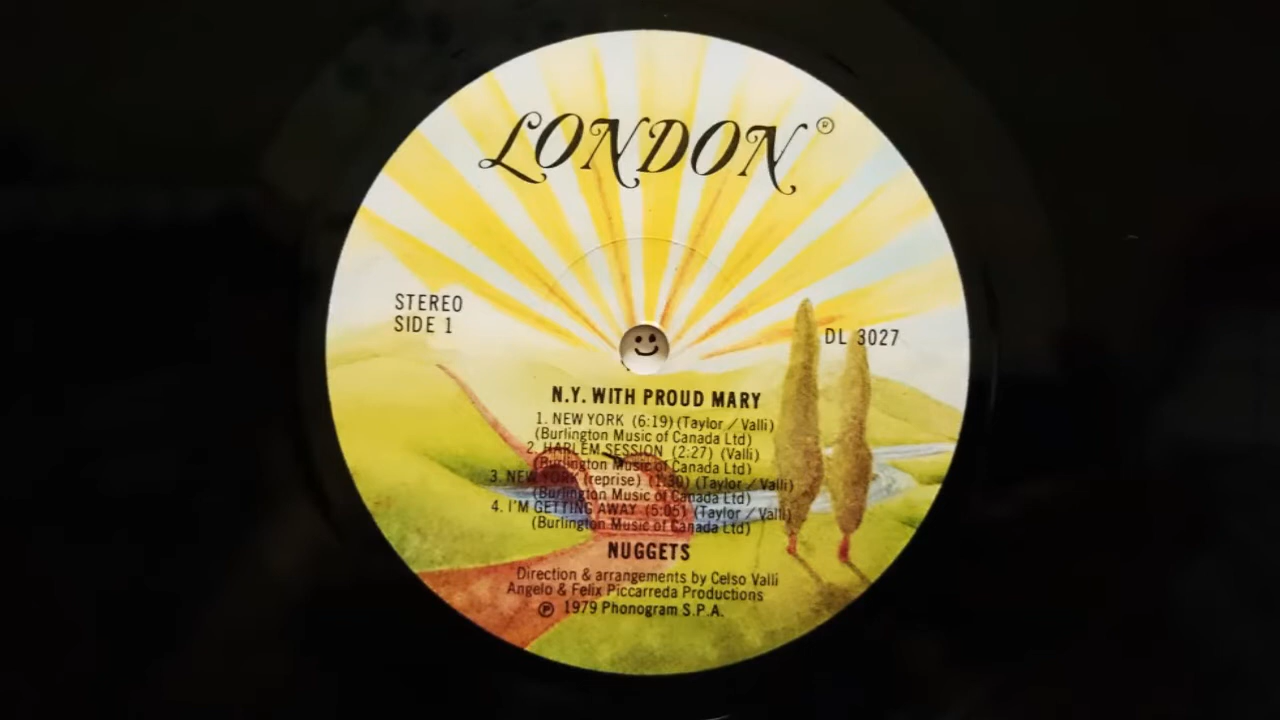 LONDON®
STEREO
SIDE 1
DL 3027
N.Y. WITH PROUD MARY
1. NEW YORK (6:19) (Taylor / Valli)
(Burlington Music of Canada Ltd)
2. HARLEM SESSION (2:27) (Valli)
(Burlington Music of Canada Ltd)
3. NEW YORK (reprise) (1:30) (Taylor / Valli)
(Burlington Music of Canada Ltd)
4. I'M GETTING AWAY (5:05) (Taylor / Valli)
(Burlington Music of Canada Ltd)
NUGGETS
Direction & arrangements by Celso Valli
Angelo & Felix Piccarreda Productions
℗ 1979 Phonogram S.P.A.